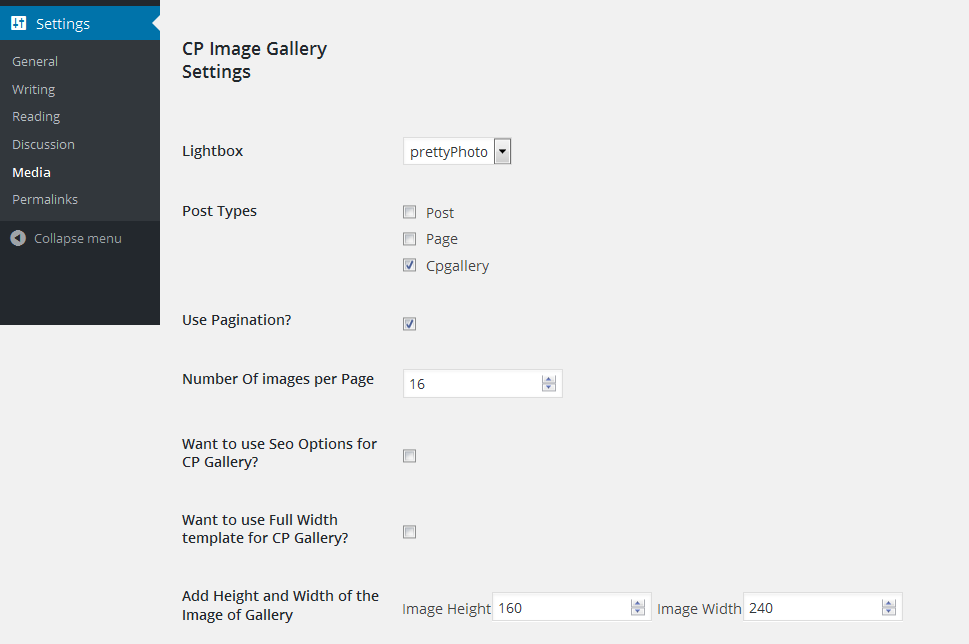 Settings
General
Writing
Reading
Discussion
Media
Permalinks
Collapse menu
CP Image Gallery
Settings
Lightbox
prettyPhoto
Post Types
Post
Page
Cpgallery
Use Pagination?
Number Of images per Page
16
Want to use Seo Options for
CP Gallery?
Want to use Full Width
template for CP Gallery?
Add Height and Width of the
Image of Gallery
Image Height 160 Image Width 240